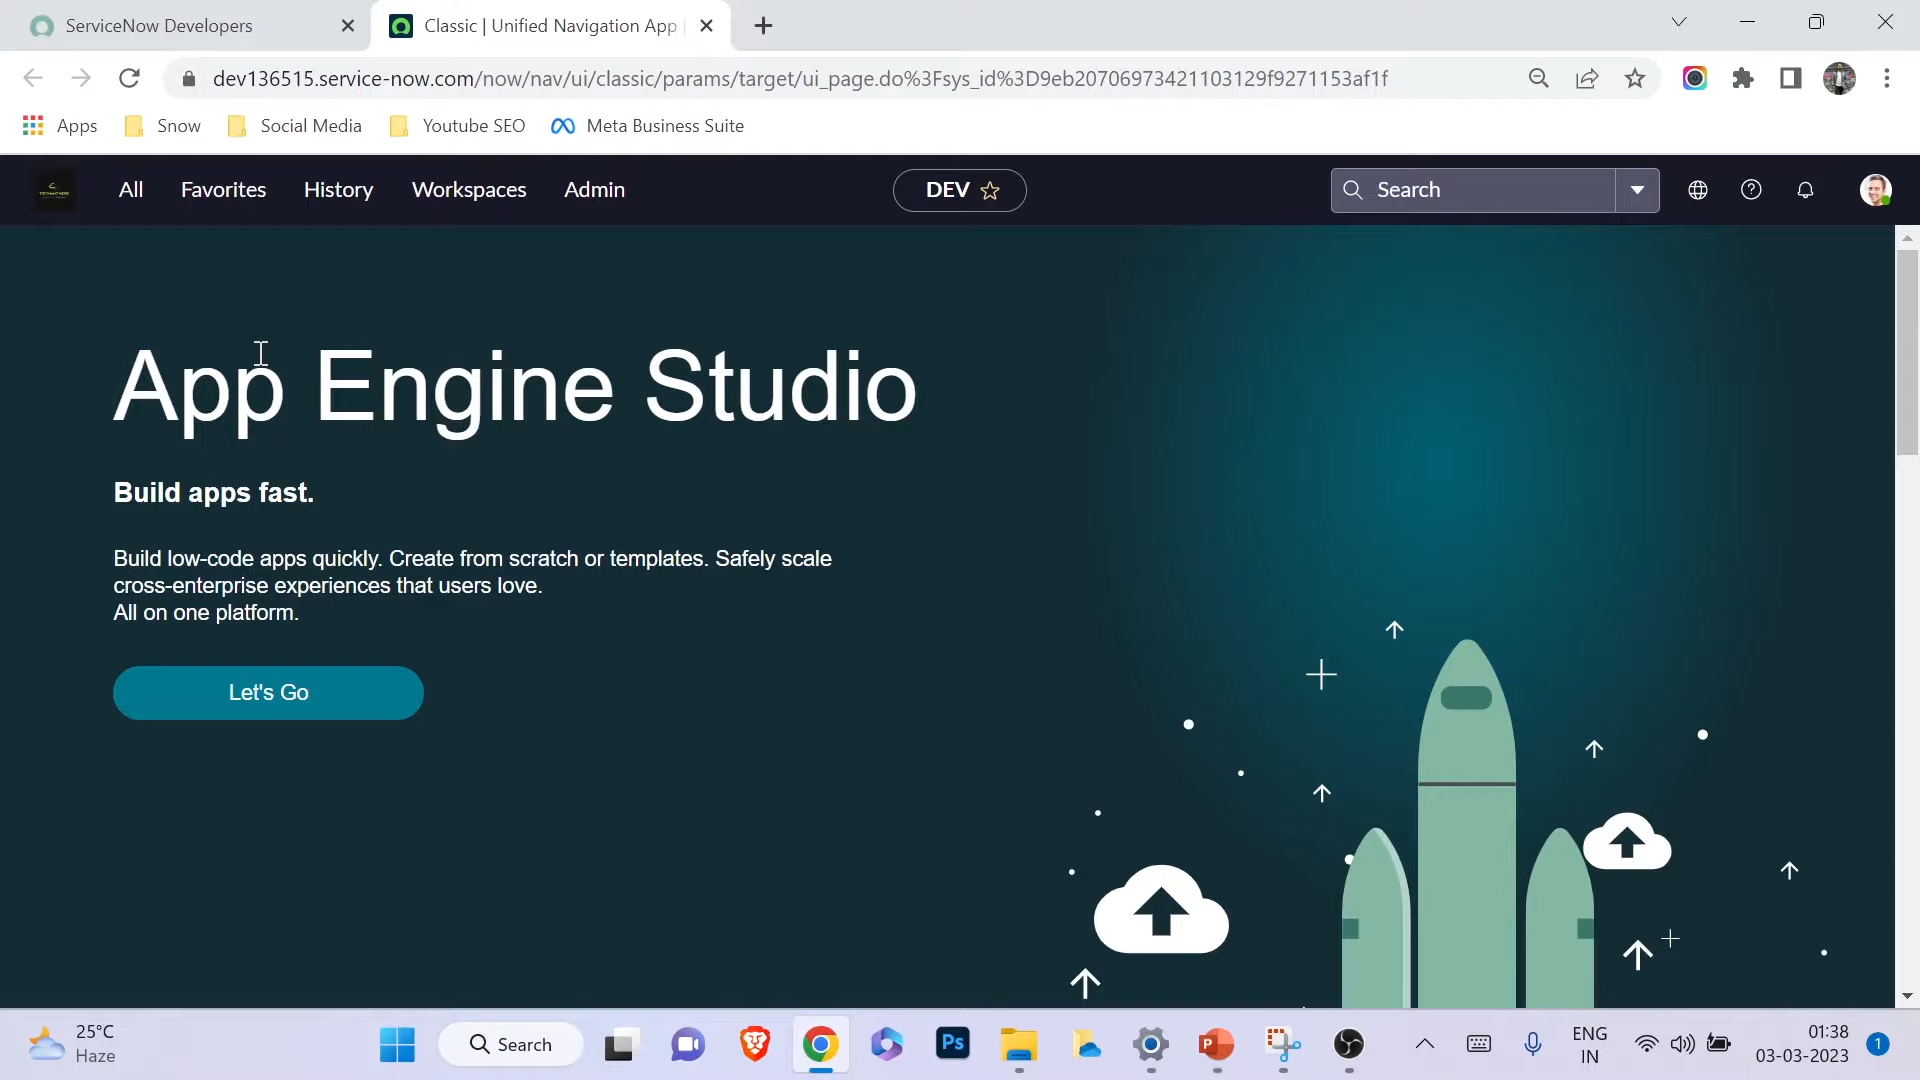 ServiceNow Developers
Classic | Unified Navigation App
dev136515.service-now.com/now/nav/ui/classic/params/target/ui_page.do%3Fsys_id%3D9eb20706973421103129f9271153af1f
Apps
Snow
Social Media
Youtube SEO
Meta Business Suite
All
Favorites
History
Workspaces
Admin
DEV
Search
App Engine Studio
Build apps fast.
Build low-code apps quickly. Create from scratch or templates. Safely scale
cross-enterprise experiences that users love.
All on one platform.
Let's Go
25°C
Haze
Search
Ps
P
ENG
IN
01:38
03-03-2023
1